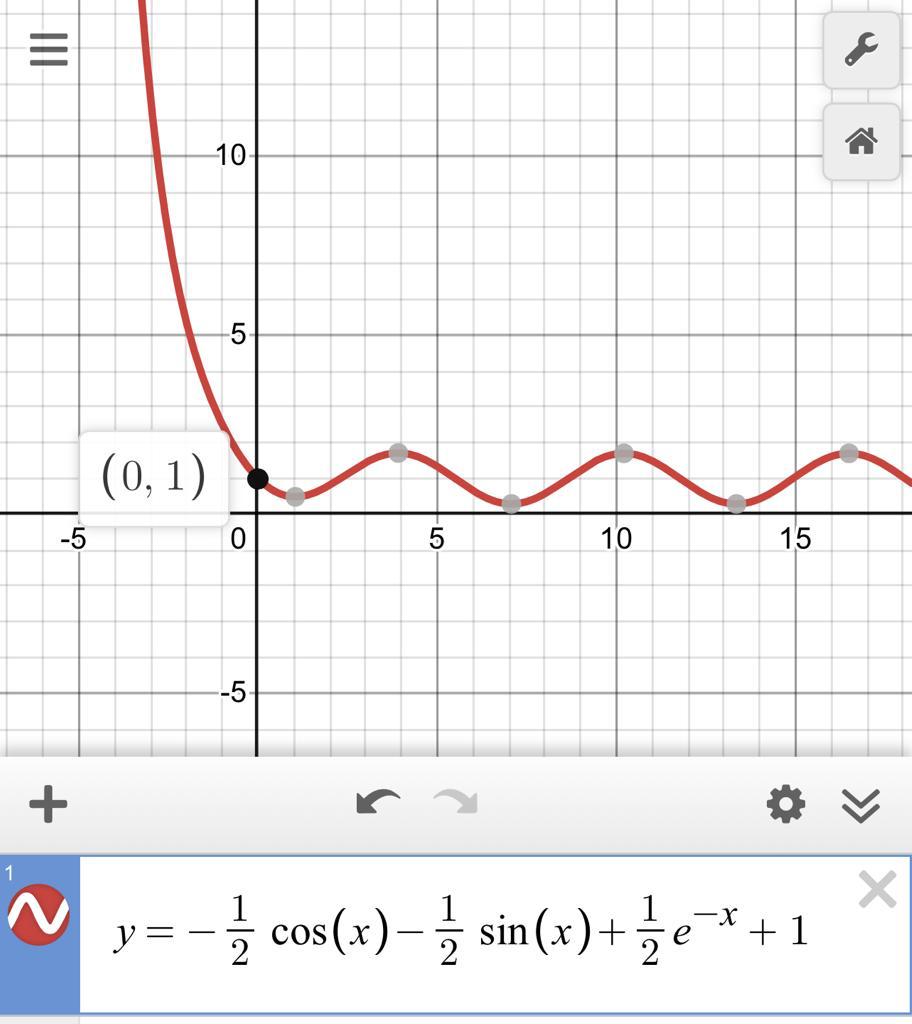 10
5
(0, 1)
-5 0 5 10 15
-5
1
y = − 1/2 cos(x) − 1/2 sin(x) + 1/2 e^{−x} + 1